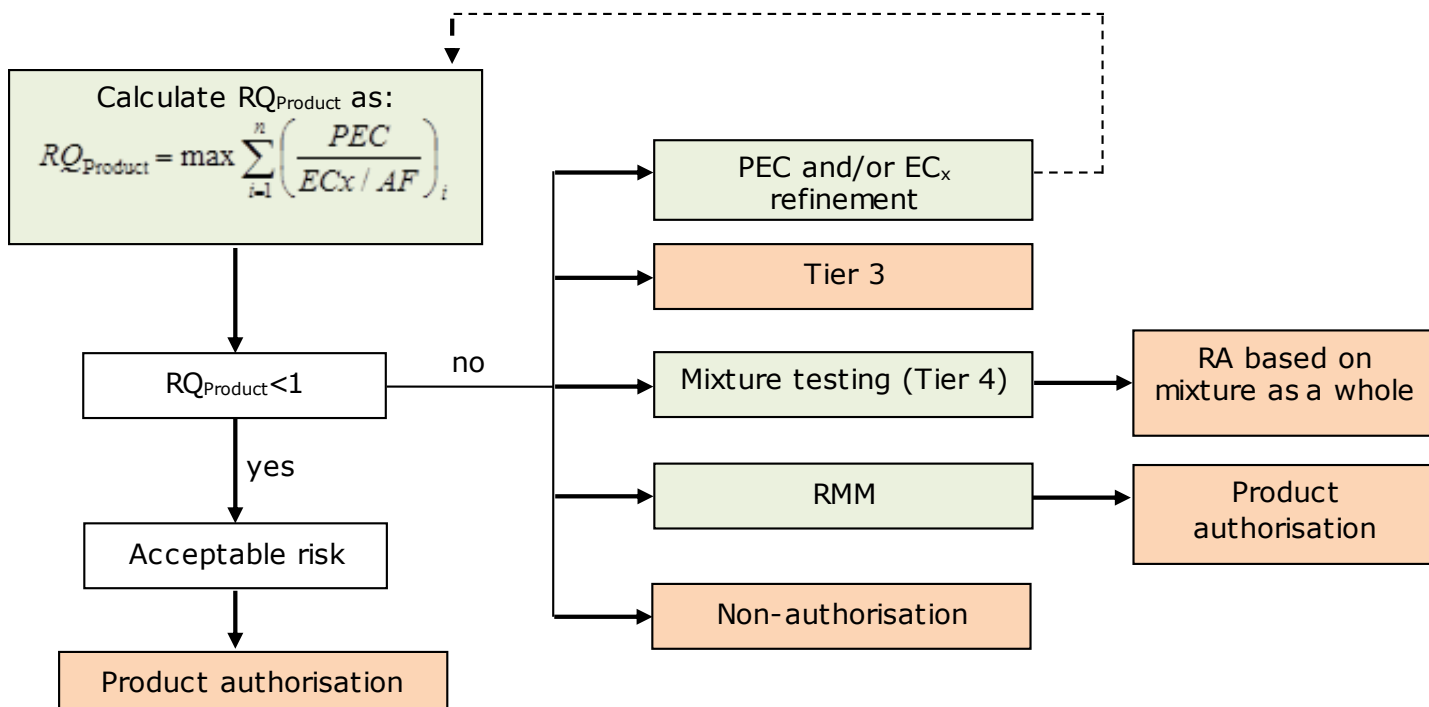 Calculate RQProduct as:
RQProduct = max ∑ i=1 n (PEC / ECx / AF) i
RQProduct<1
no
yes
Acceptable risk
Product authorisation
PEC and/or ECx
refinement
Tier 3
Mixture testing (Tier 4)
RMM
Non-authorisation
RA based on
mixture as a whole
Product
authorisation